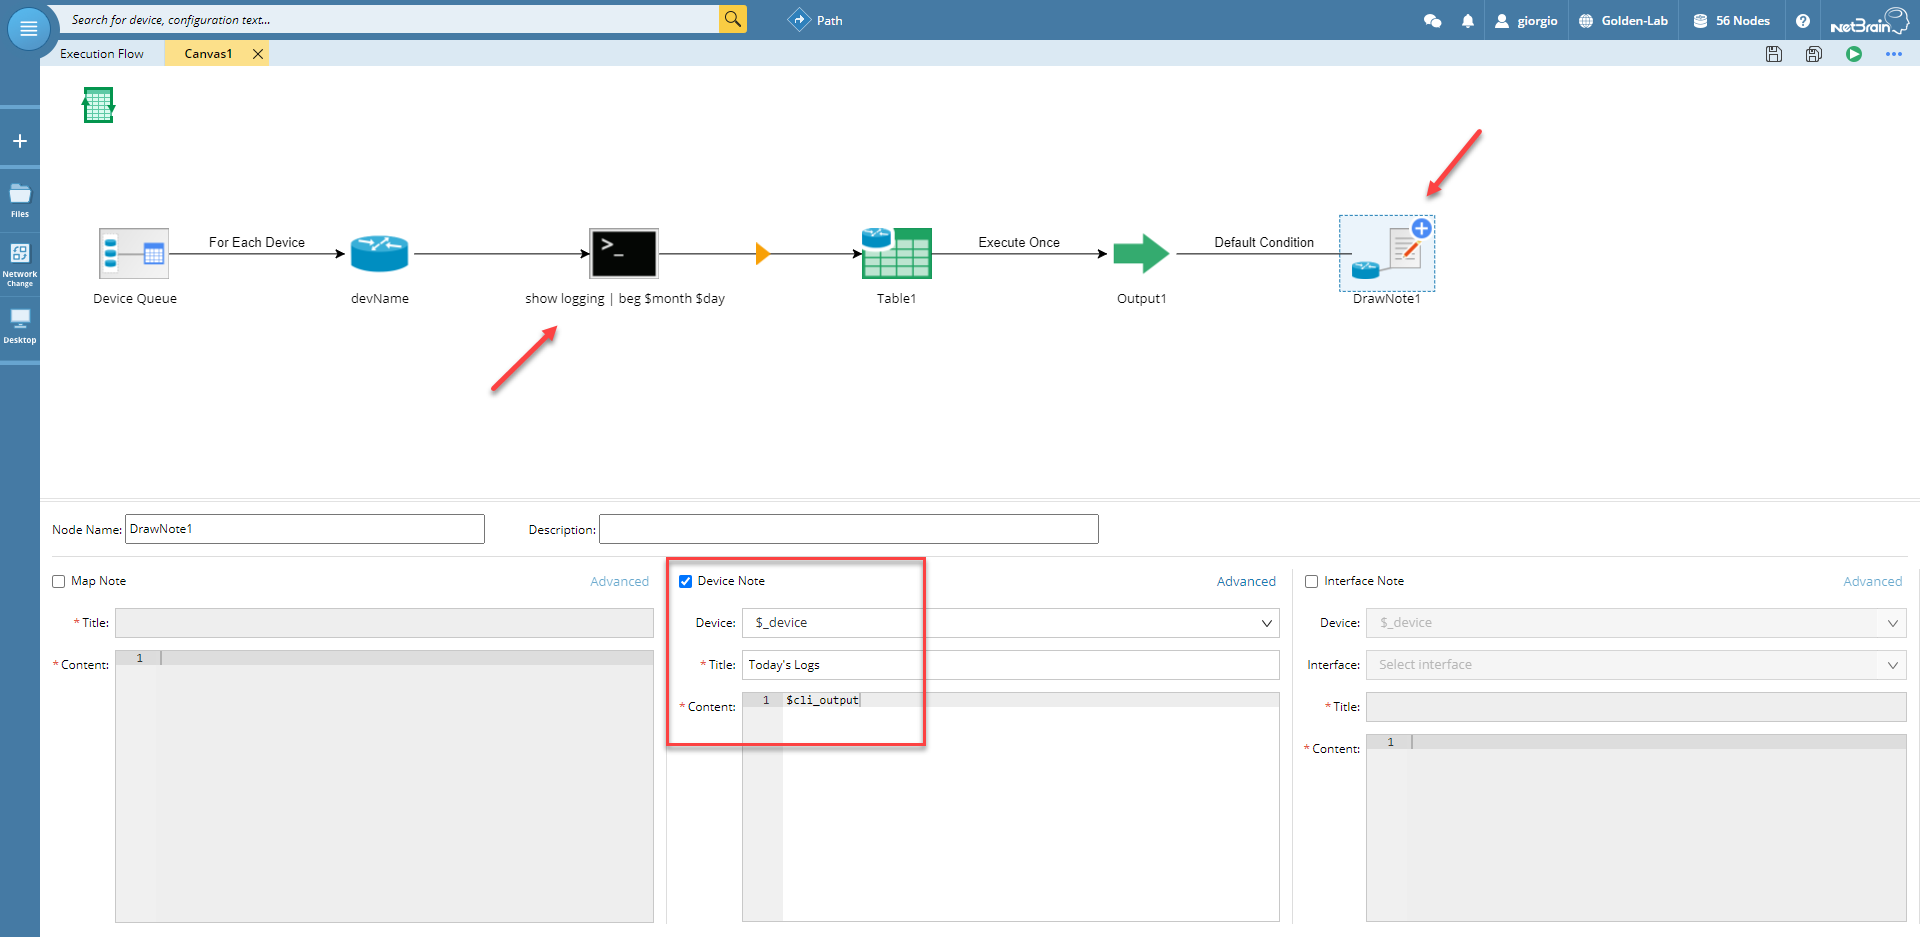 Search for device, configuration text...
Path
giorgio
Golden-Lab
56 Nodes
NetBrain
Execution Flow
Canvas1
Files
Network
Change
Desktop
For Each Device
Execute Once
Default Condition
Device Queue
devName
show logging | beg $month $day
Table1
Output1
DrawNote1
Node Name: DrawNote1
Description:
Map Note
Advanced
* Title:
* Content:
1
Device Note
Advanced
Device: $_device
* Title: Today's Logs
* Content:
1 $cli_output
Interface Note
Advanced
Device: $_device
Interface: Select interface
* Title:
* Content:
1